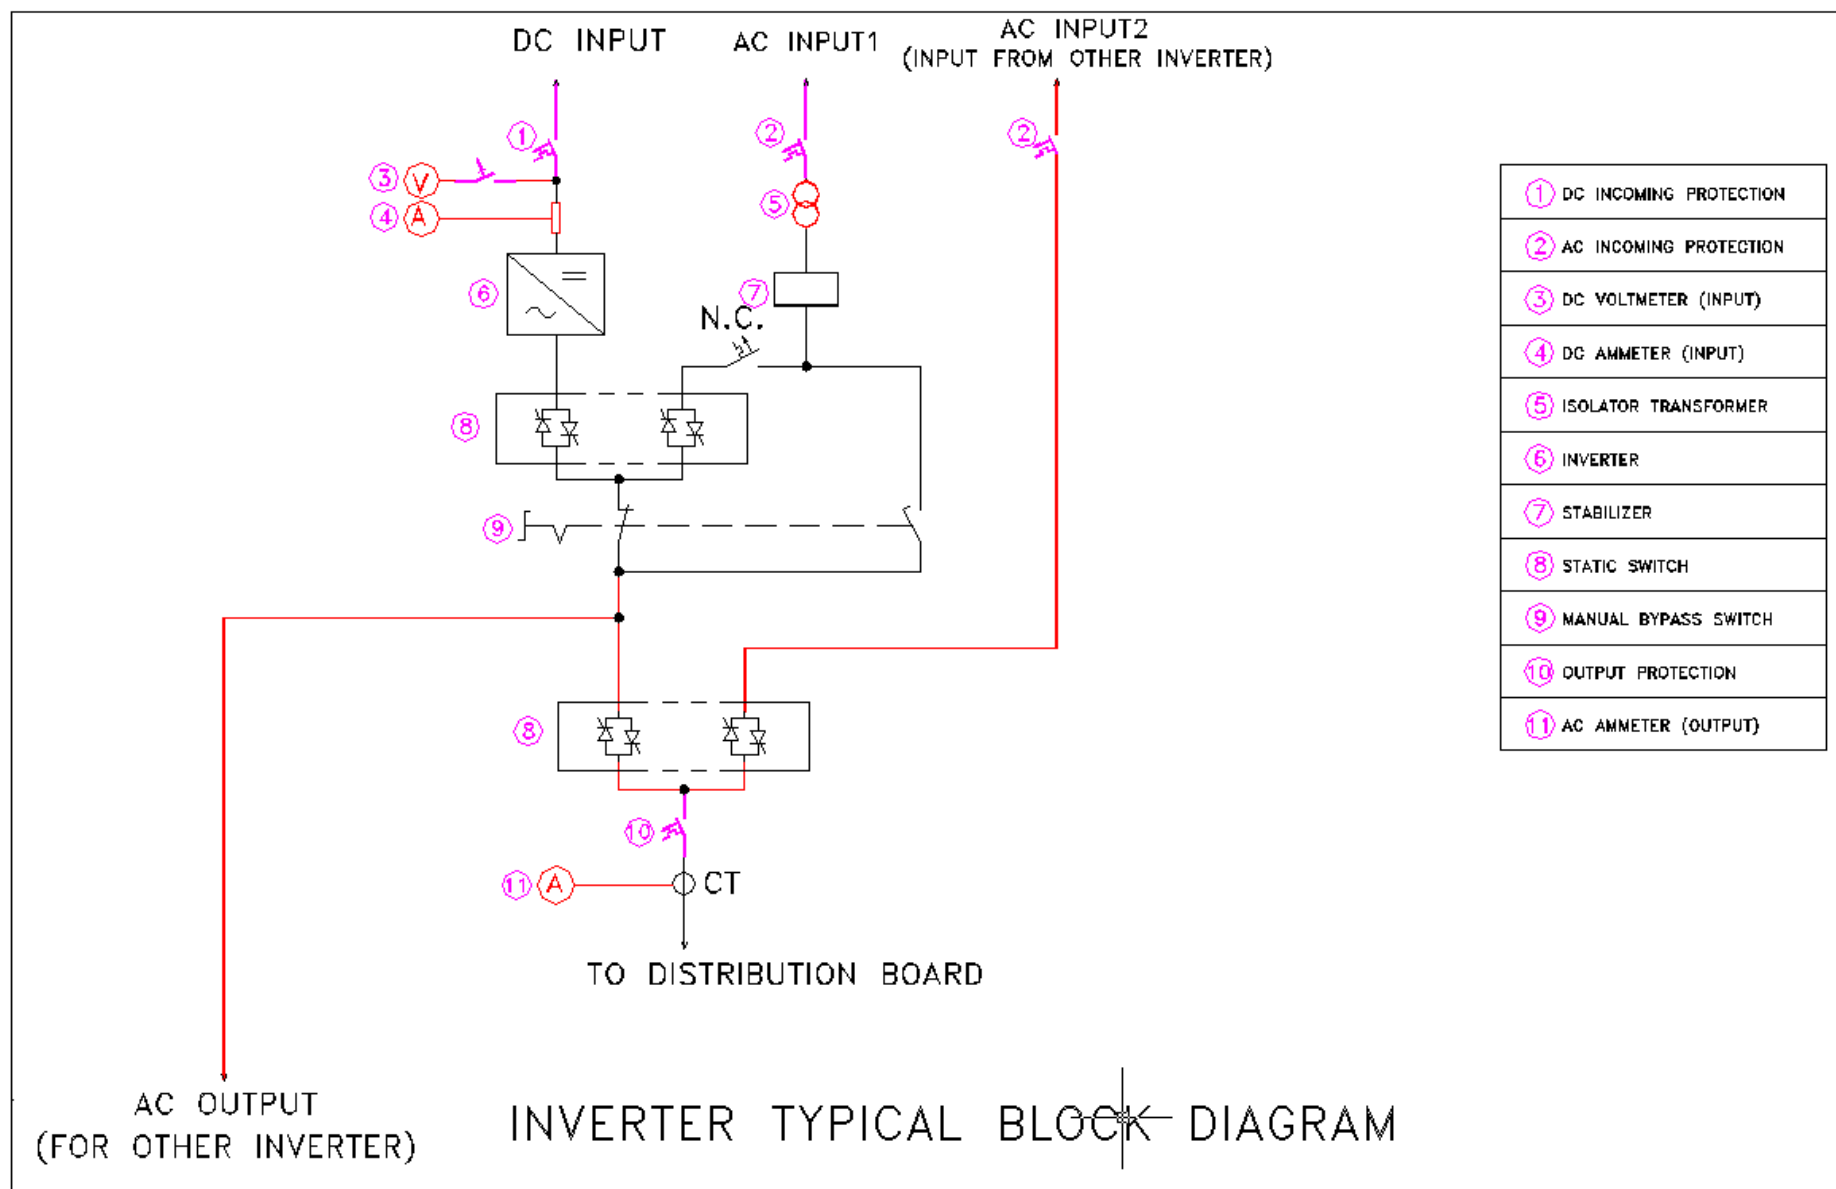 DC INPUT
AC INPUT1
AC INPUT2
(INPUT FROM OTHER INVERTER)
1
2
2
3 V
4 A
5
6
7
N.C.
8
9
8
10
11 A
CT
TO DISTRIBUTION BOARD
AC OUTPUT
(FOR OTHER INVERTER)
INVERTER TYPICAL BLOCK DIAGRAM
1 DC INCOMING PROTECTION
2 AC INCOMING PROTECTION
3 DC VOLTMETER (INPUT)
4 DC AMMETER (INPUT)
5 ISOLATOR TRANSFORMER
6 INVERTER
7 STABILIZER
8 STATIC SWITCH
9 MANUAL BYPASS SWITCH
10 OUTPUT PROTECTION
11 AC AMMETER (OUTPUT)